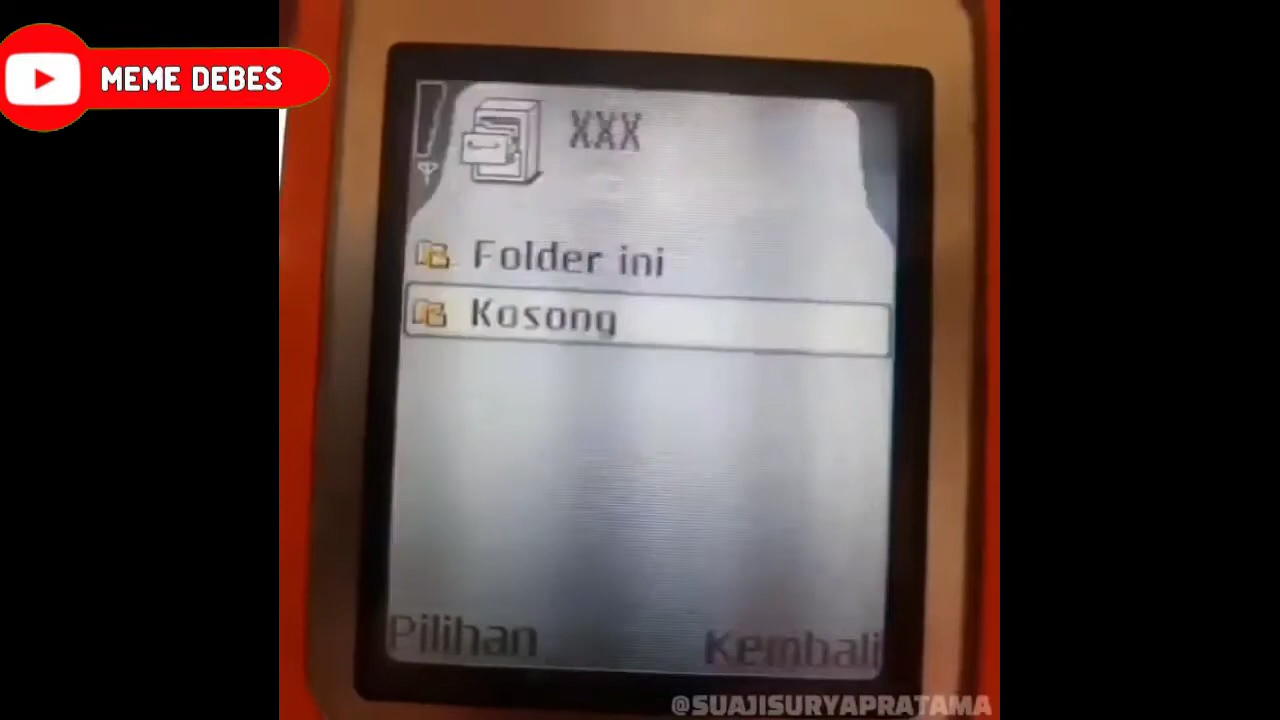 MEME DEBES
XXX
Folder ini
Kosong
Pilihan
Kembali
@SUAJISURYAPRATAMA